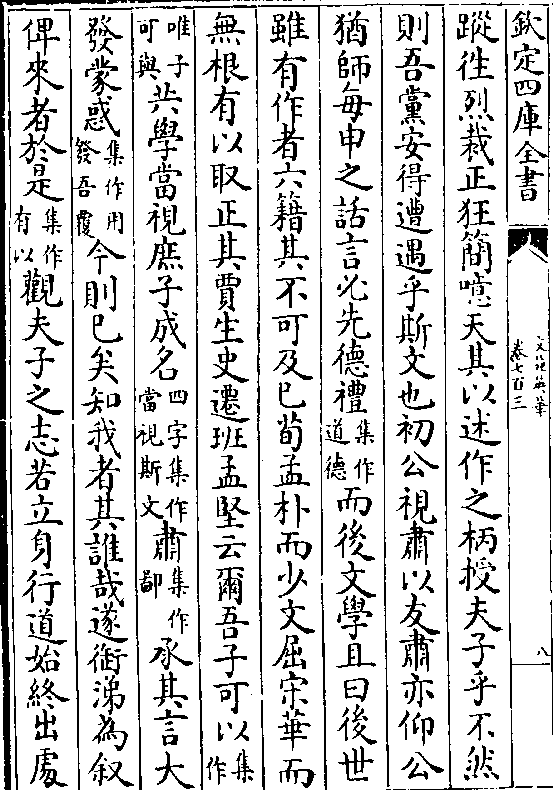 欽定四庫全書
文苑英華
卷七百三
八
蹤徃烈裁正狂簡噫天其以述作之柄授夫子乎不然
則吾黨安得遭遇乎斯文也初公視肅以友肅亦仰公
猶師每申之話言必先德禮集作道德而後文學且曰後世
雖有作者六籍其不可及已荀孟朴而少文屈宋華而
無根有以取正其賈生史遷班孟堅云爾吾子可以集作
唯子可與共學當視庶子成名四字集作當視斯文肅集作鄙承其言大
發蒙惑集作用發吾覆今則已矣知我者其誰哉遂銜涕為叙
俾來者於是集作有以觀夫子之志若立身行道始終出處